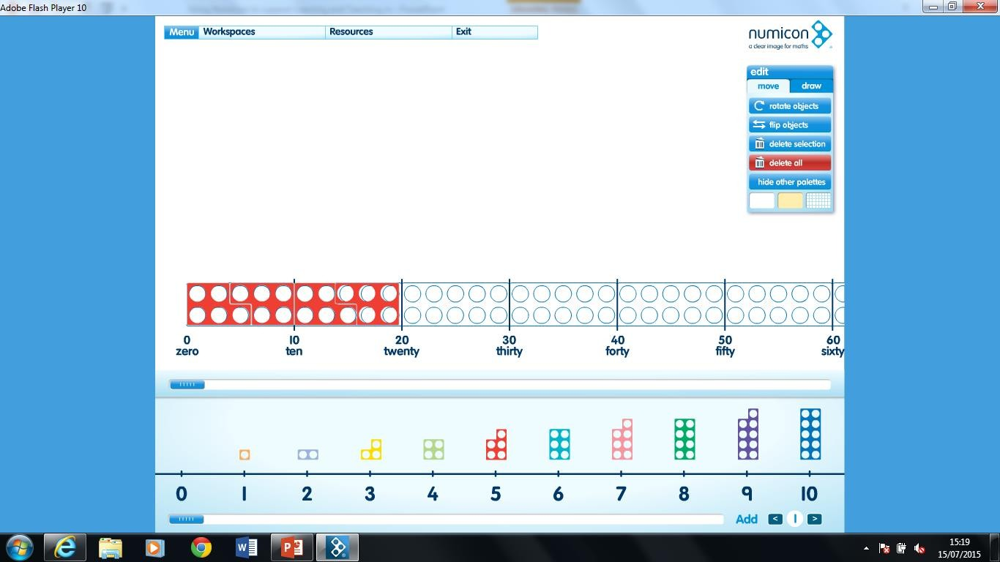 Adobe Flash Player 10
Menu Workspaces Resources Exit
numicon
a clear image for maths
edit
move draw
rotate objects
flip objects
delete selection
delete all
hide other palettes
0 10 20 30 40 50 60
zero ten twenty thirty forty fifty sixty
0 1 2 3 4 5 6 7 8 9 10
Add < 1 >
15:19
15/07/2015